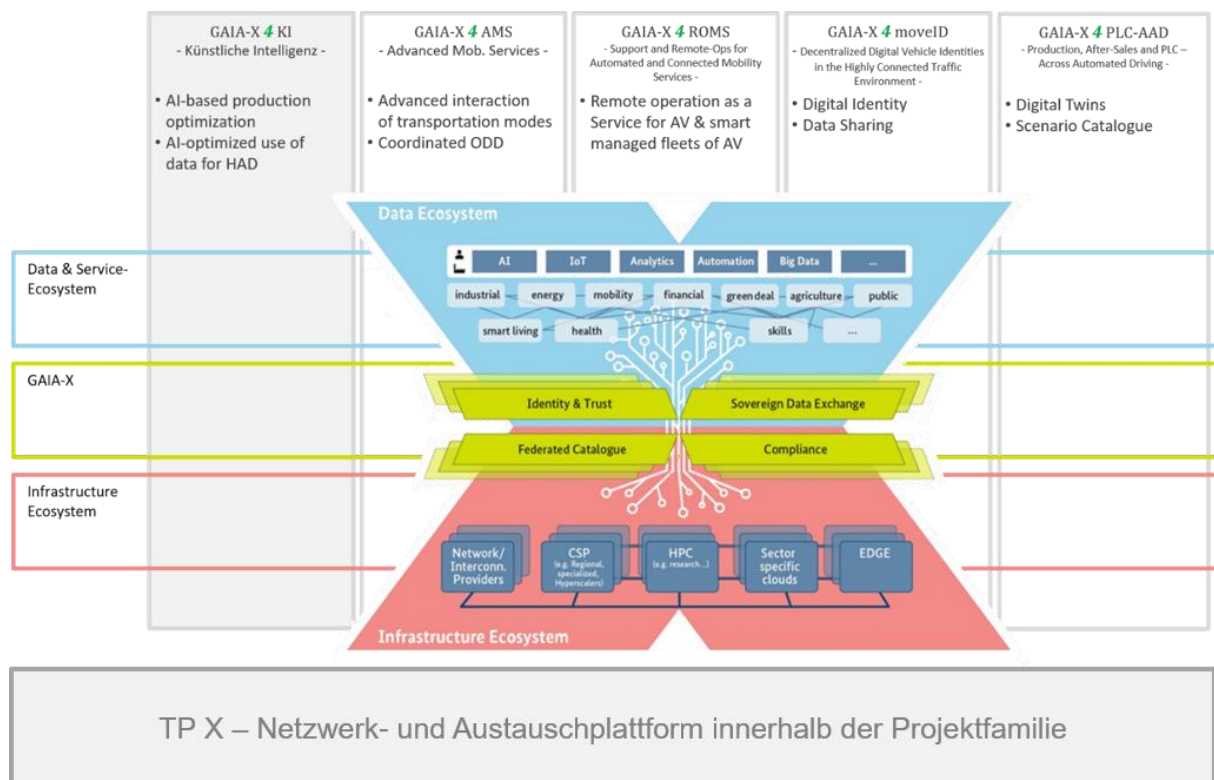 GAIA-X 4 KI
- Künstliche Intelligenz -
• AI-based production
optimization
• AI-optimized use of
data for HAD
GAIA-X 4 AMS
- Advanced Mob. Services -
• Advanced interaction
of transportation modes
• Coordinated ODD
GAIA-X 4 ROMS
- Support and Remote-Ops for
Automated and Connected Mobility
Services -
• Remote operation as a
Service for AV & smart
managed fleets of AV
GAIA-X 4 moveID
- Decentralized Digital Vehicle Identities
in the Highly Connected Traffic
Environment -
• Digital Identity
• Data Sharing
GAIA-X 4 PLC-AAD
- Production, After-Sales and PLC –
Across Automated Driving -
• Digital Twins
• Scenario Catalogue
Data & Service-
Ecosystem
Data Ecosystem
AI IoT Analytics Automation Big Data ...
industrial energy mobility financial green deal agriculture public
smart living health skills ...
GAIA-X
Identity & Trust Sovereign Data Exchange
Federated Catalogue Compliance
Infrastructure
Ecosystem
Network/
Interconn.
Providers
CSP
(e.g. Regional,
specialized,
Hyperscalers)
HPC
(e.g. research...)
Sector
specific
clouds
EDGE
Infrastructure Ecosystem
TP X – Netzwerk- und Austauschplattform innerhalb der Projektfamilie